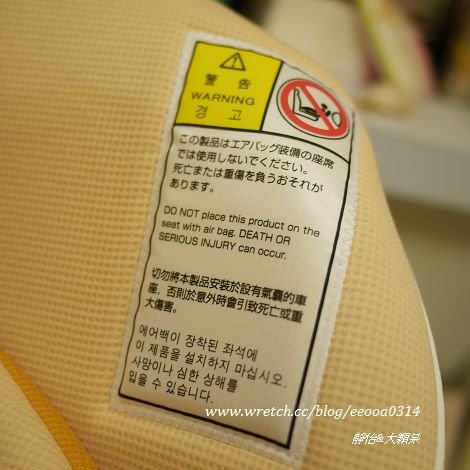 警告
WARNING
경고
この製品はエアバッグ装備の座席
では使用しないでください。
死亡または重傷を負うおそれが
あります。
DO NOT place this product on the
seat with air bag. DEATH OR
SERIOUS INJURY can occur.
切勿將本製品安裝於設有氣囊的車
座，否則於意外時會引致死亡或重
大傷害。
에어백이 장착된 좌석에
이 제품을 설치하지 마십시오.
사망이나 심한 상해를
입을 수 있습니다.
www.wretch.cc/blog/eeooa0314
靜怡&大顆呆